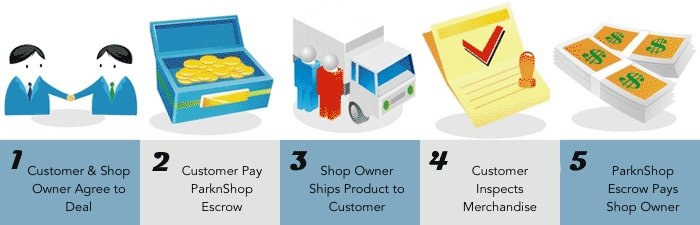 1
Customer & Shop
Owner Agree to
Deal
2
Customer Pay
ParknShop
Escrow
3
Shop Owner
Ships Product to
Customer
4
Customer
Inspects
Merchandise
5
ParknShop
Escrow Pays
Shop Owner
$
$
$
$